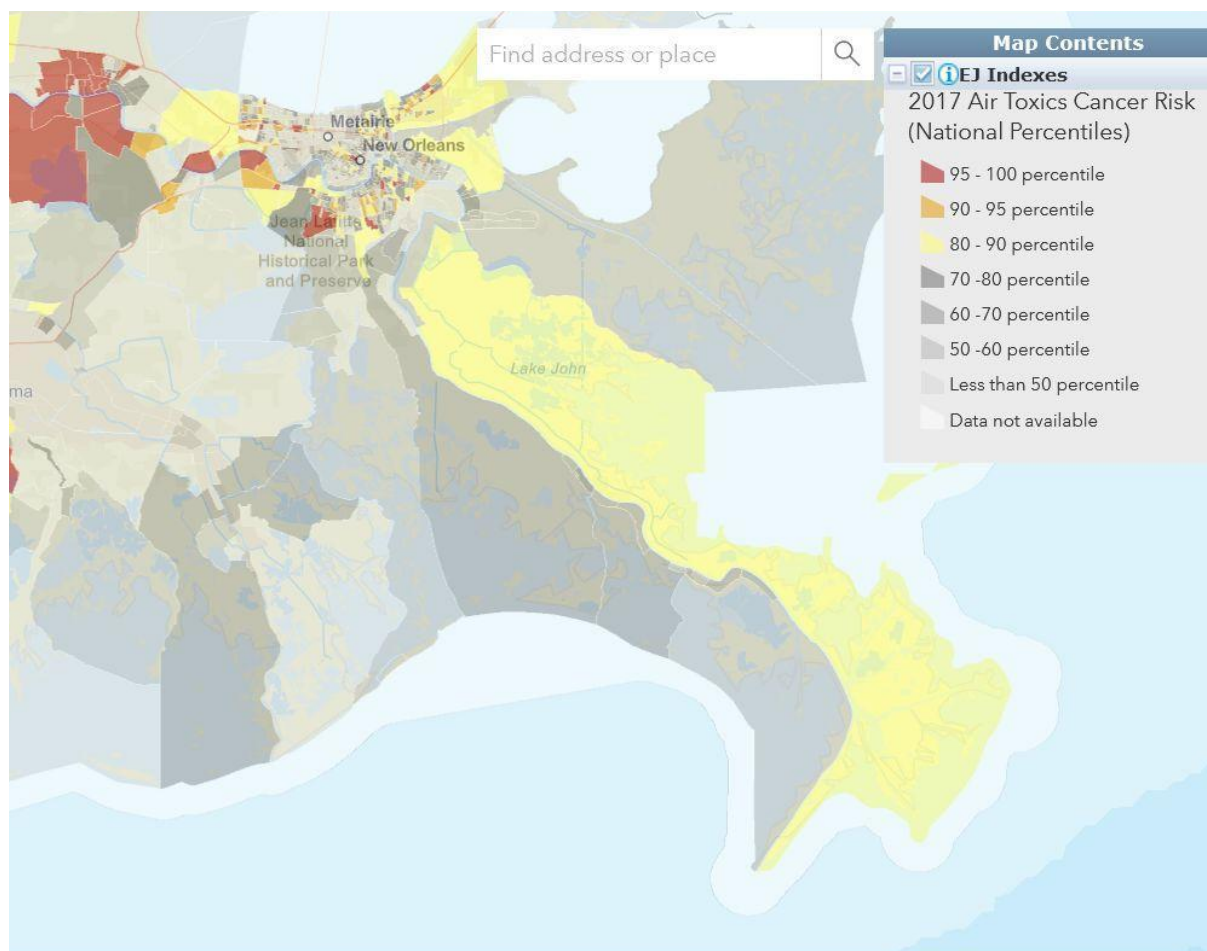 Find address or place
Map Contents
EJ Indexes
2017 Air Toxics Cancer Risk
(National Percentiles)
95 - 100 percentile
90 - 95 percentile
80 - 90 percentile
70 -80 percentile
60 -70 percentile
50 -60 percentile
Less than 50 percentile
Data not available
Metairie
New Orleans
Jean Lafitte
National
Historical Park
and Preserve
Lake John
ma